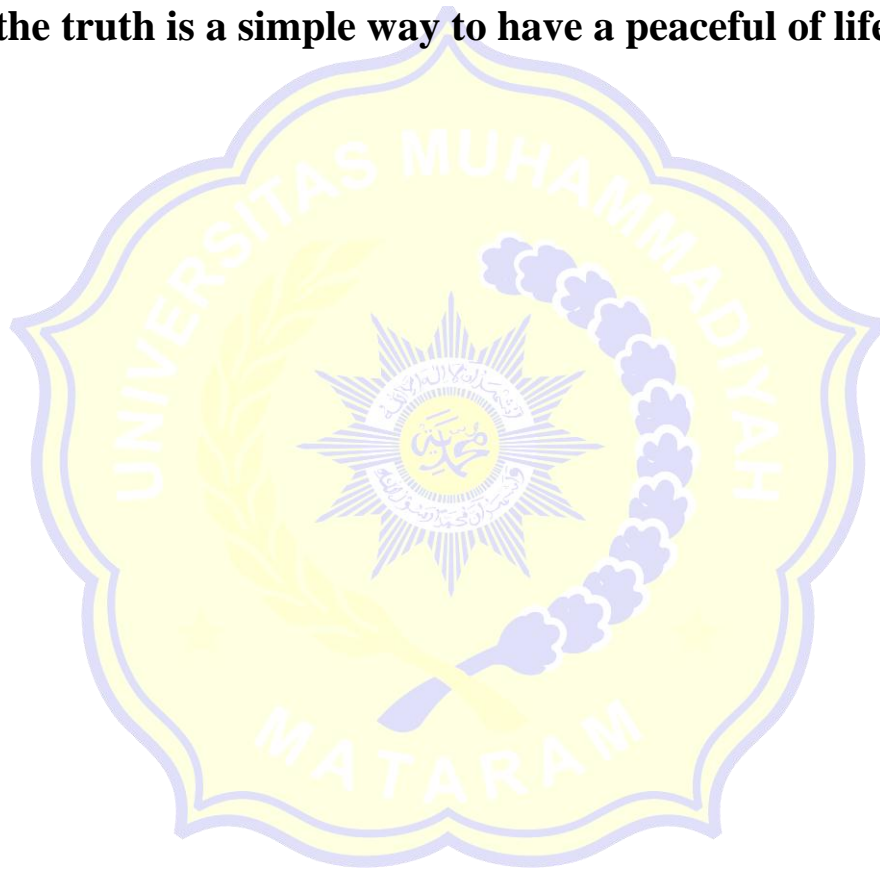 the truth is a simple way to have a peaceful of life
UNIVERSITAS MUHAMMADIYAH
MATARAM